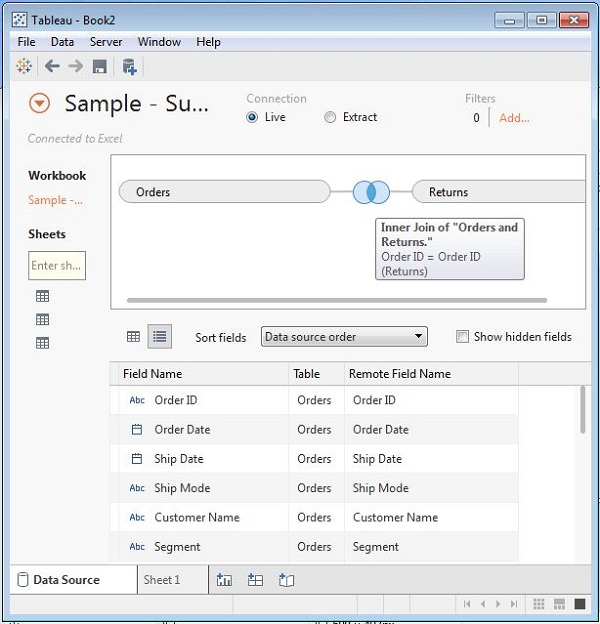 Tableau - Book2
File Data Server Window Help
Sample - Su...
Connection
Live Extract
Filters
0 Add...
Connected to Excel
Workbook
Sample -...
Sheets
Enter sh...
Orders
Returns
Inner Join of "Orders and
Returns."
Order ID = Order ID
(Returns)
Sort fields Data source order Show hidden fields
Field Name Table Remote Field Name
Abc Order ID Orders Order ID
Order Date Orders Order Date
Ship Date Orders Ship Date
Abc Ship Mode Orders Ship Mode
Abc Customer Name Orders Customer Name
Abc Segment Orders Segment
Data Source Sheet 1